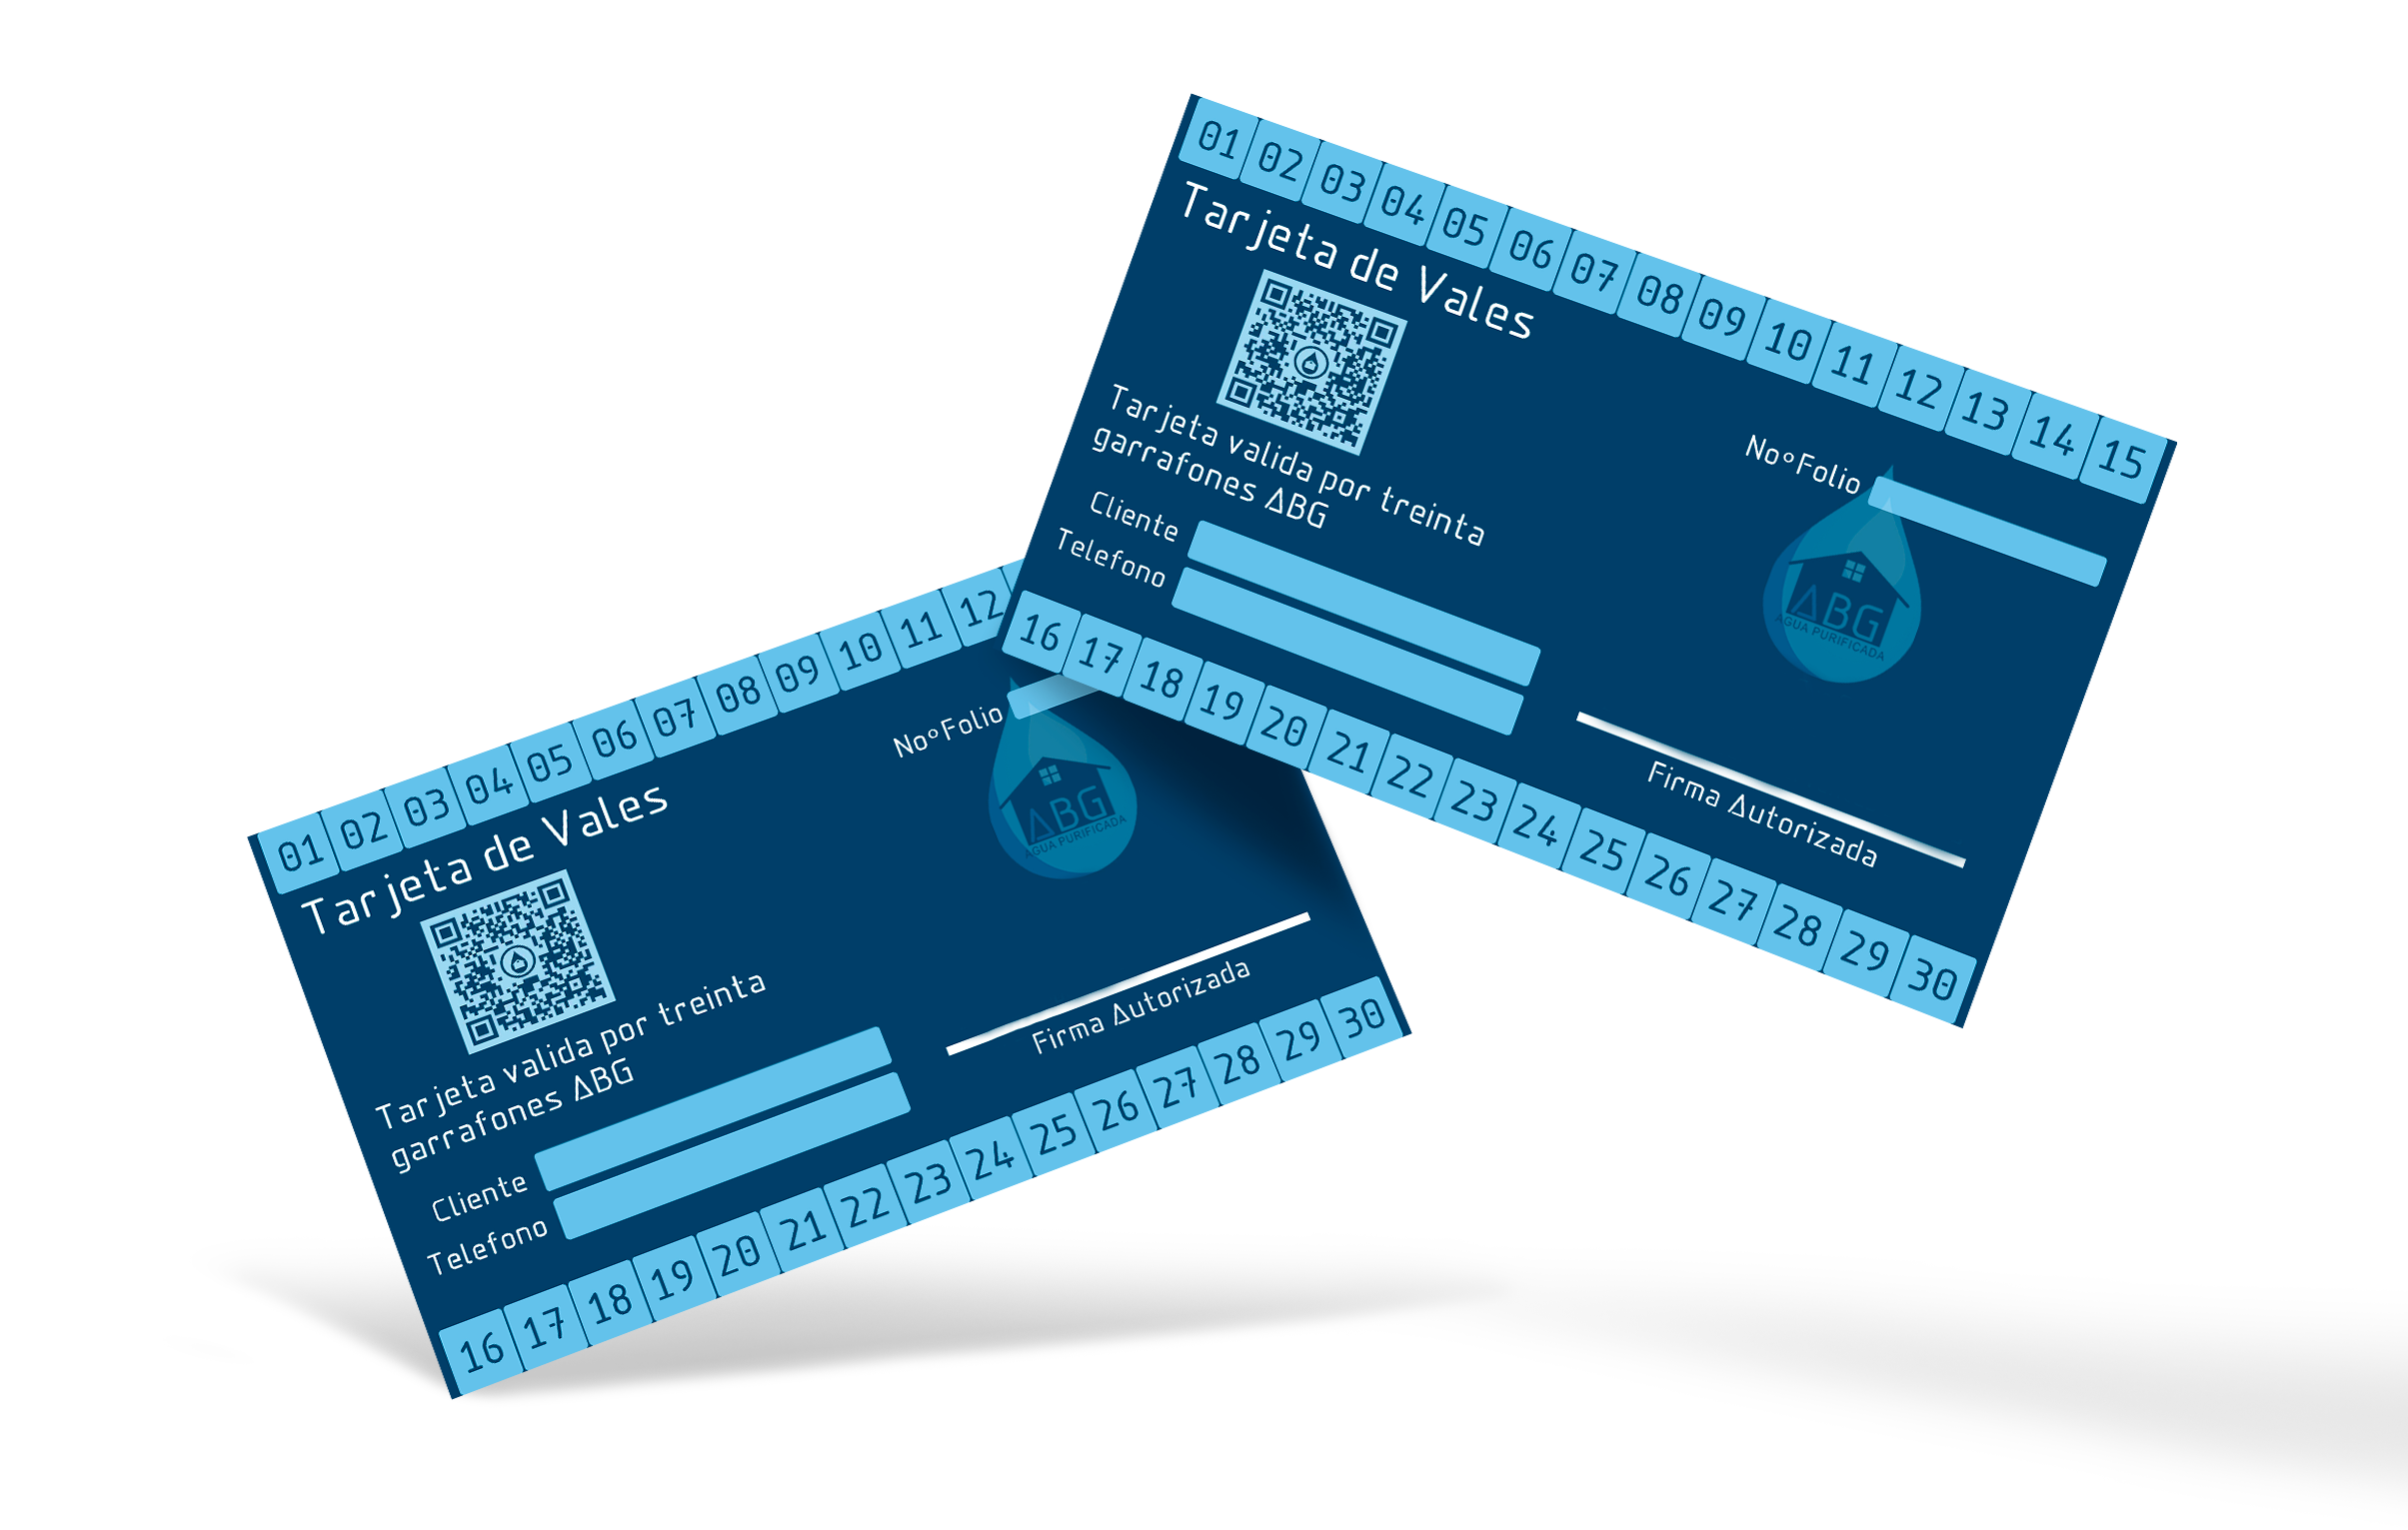 01 02 03 04 05 06 07 08 09 10 11 12 13 14 15
Tarjeta de Vales
No°Folio
Tarjeta valida por treinta
garrafones ABG
Cliente
Telefono
ABG
AGUA PURIFICADA
Firma Autorizada
16 17 18 19 20 21 22 23 24 25 26 27 28 29 30
01 02 03 04 05 06 07 08 09 10 11 12
Tarjeta de Vales
No°Folio
ABG
AGUA PURIFICADA
Tarjeta valida por treinta
garrafones ABG
Cliente
Telefono
Firma Autorizada
16 17 18 19 20 21 22 23 24 25 26 27 28 29 30